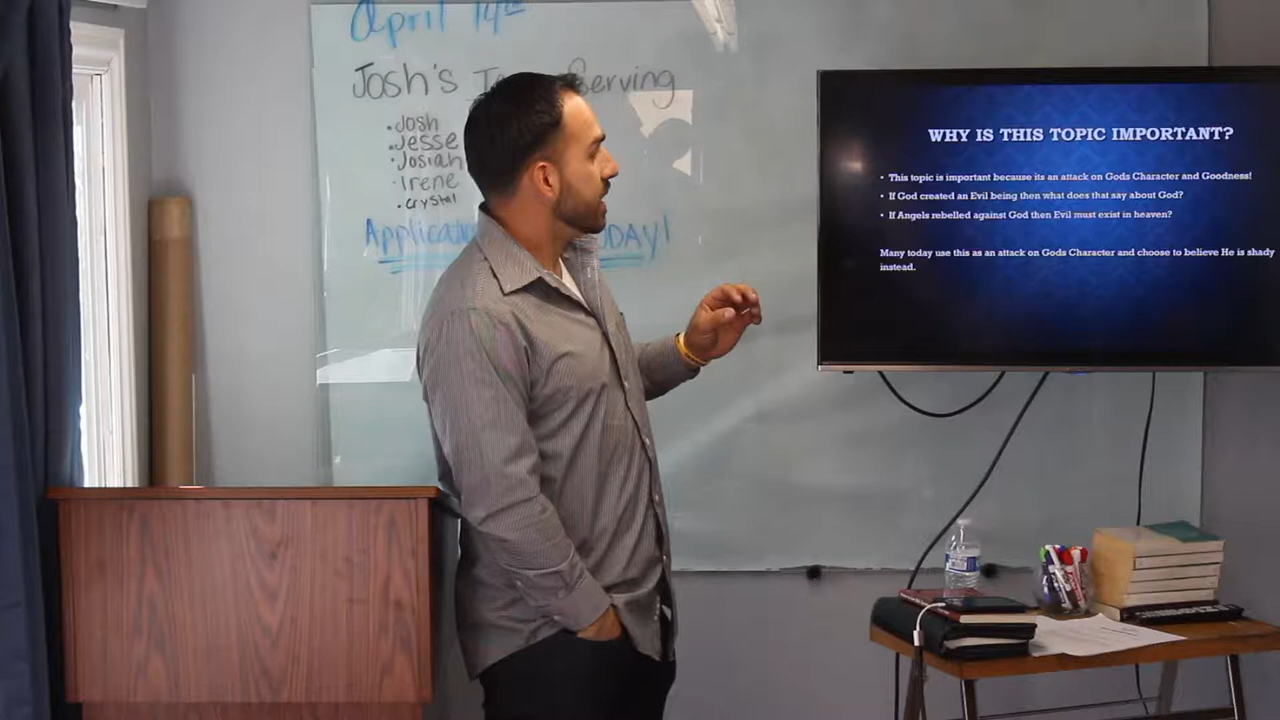 April 14th
Josh's Serving
• Josh
• Jesse
• Josiah
• Irene
• Crystal
TODAY!
WHY IS THIS TOPIC IMPORTANT?
• This topic is important because its an attack on Gods Character and Goodness!
• If God created an Evil being then what does that say about God?
• If Angels rebelled against God then Evil must exist in heaven?
Many today use this as an attack on Gods Character and choose to believe He is shady
instead.